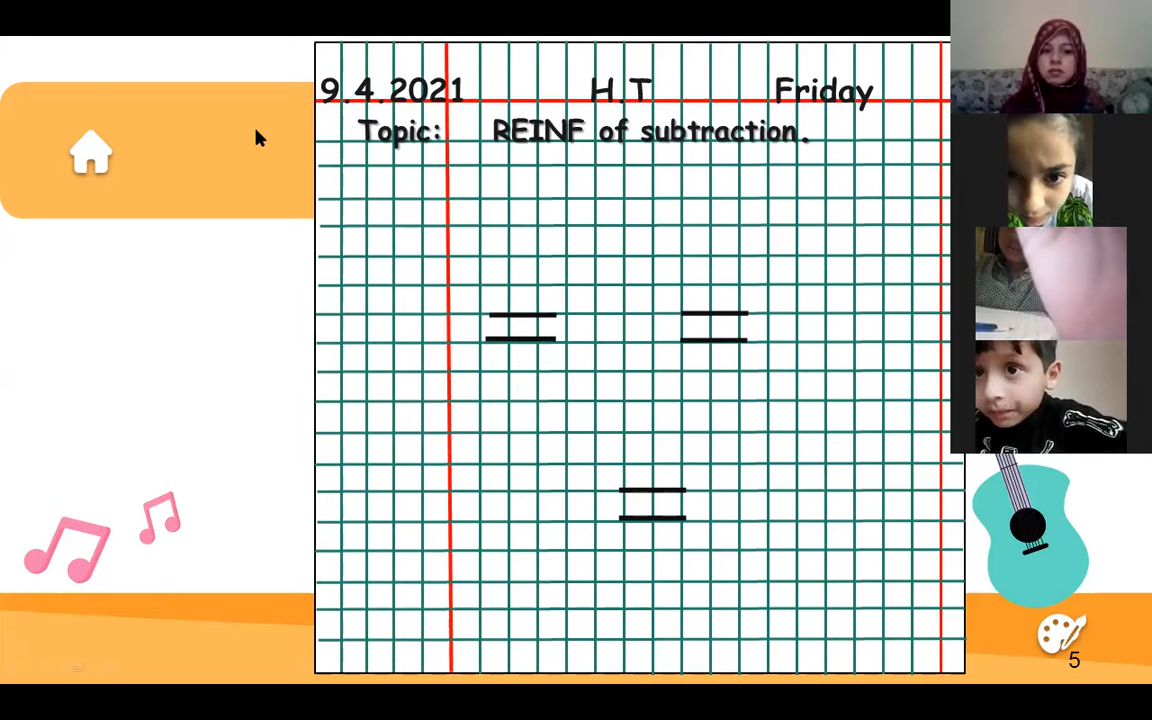 9.4.2021 H.T Friday
Topic: REINF of subtraction.
5